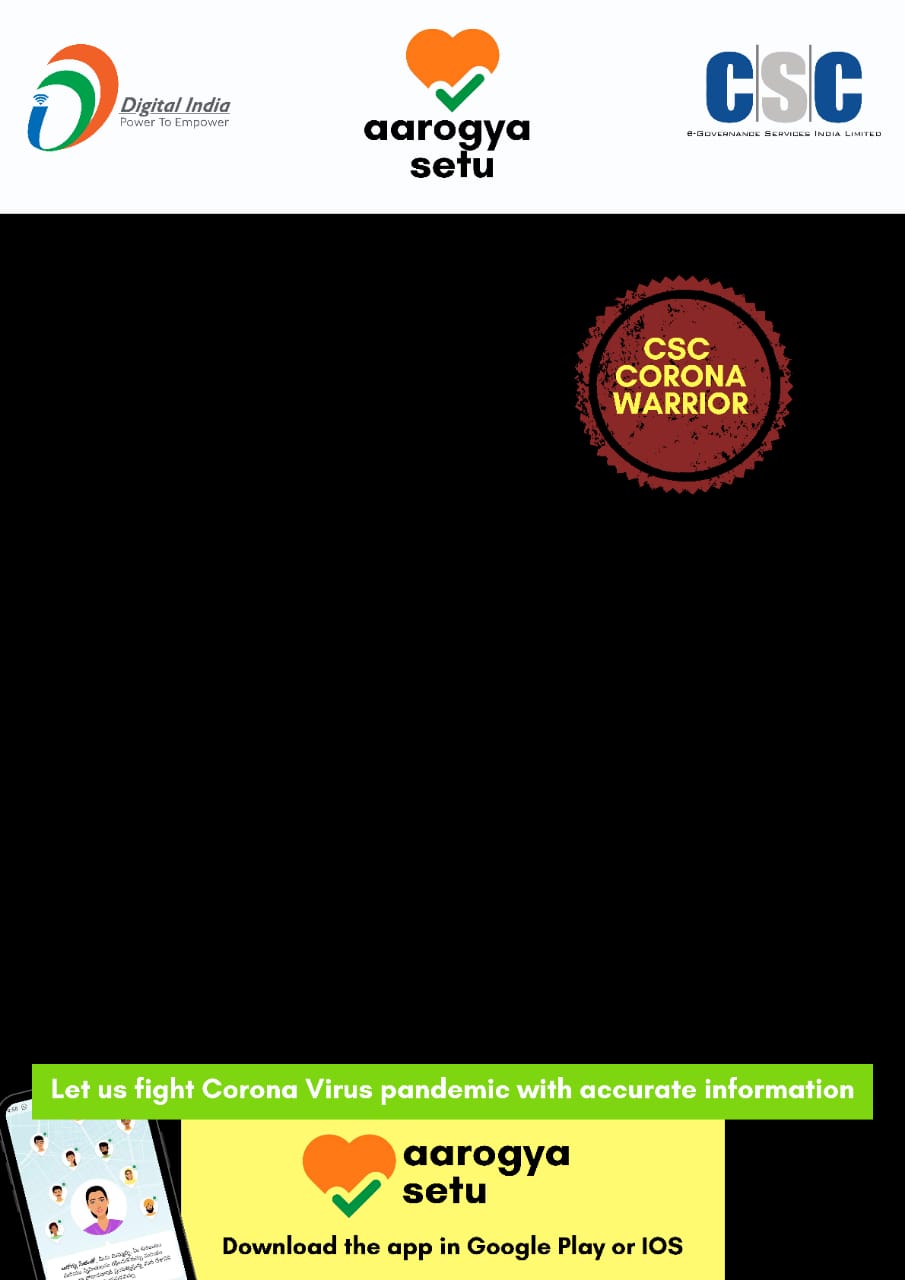 Digital India
Power To Empower
aarogya
setu
CSC
e-Governance Services India Limited
CSC
CORONA
WARRIOR
Let us fight Corona Virus pandemic with accurate information
aarogya
setu
Download the app in Google Play or IOS